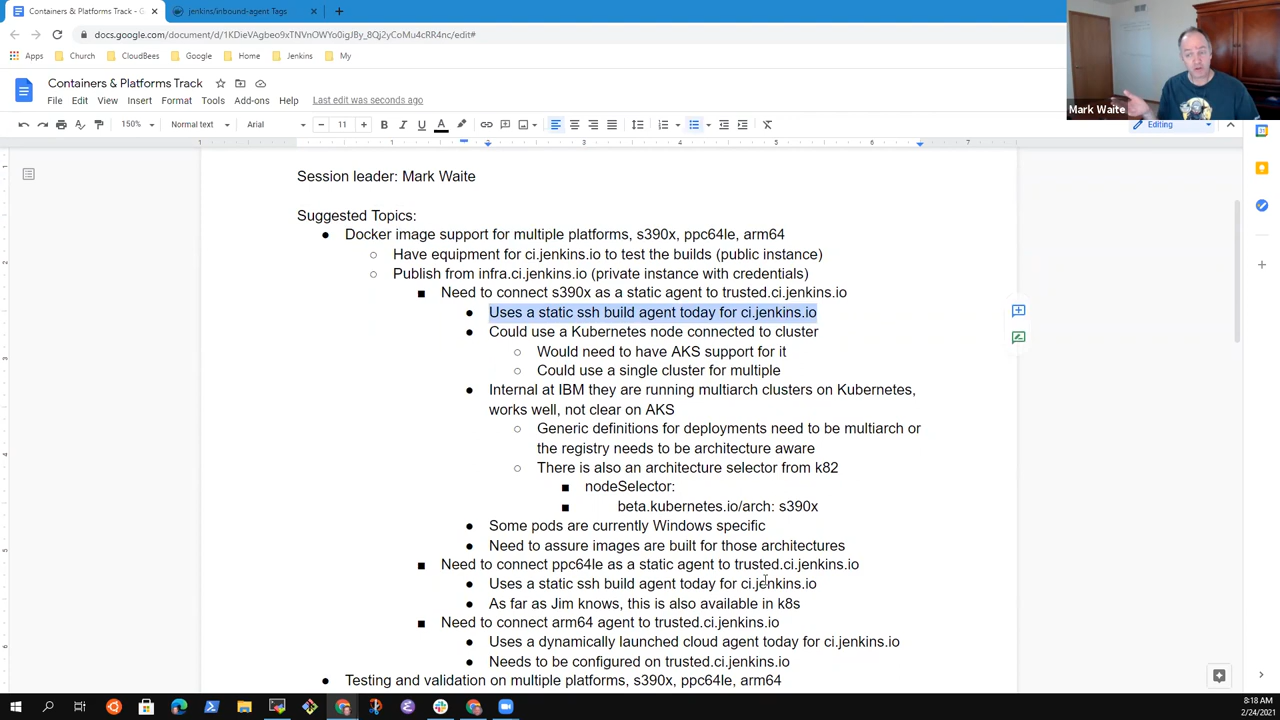 Containers & Platforms Track - G
jenkins/inbound-agent Tags
docs.google.com/document/d/1KDieVAgbeo9xTNVnOWYo0igJ8y_8Qj2yCoMu4cRR4nc/edit#
Apps Church CloudBees Google Home Jenkins My
Containers & Platforms Track
File Edit View Insert Format Tools Add-ons Help Last edit was seconds ago
150% Normal text Arial 11 Editing
Mark Waite
1 1 2 3 4 5 6 7
Session leader: Mark Waite
Suggested Topics:
● Docker image support for multiple platforms, s390x, ppc64le, arm64
○ Have equipment for ci.jenkins.io to test the builds (public instance)
○ Publish from infra.ci.jenkins.io (private instance with credentials)
■ Need to connect s390x as a static agent to trusted.ci.jenkins.io
● Uses a static ssh build agent today for ci.jenkins.io
● Could use a Kubernetes node connected to cluster
○ Would need to have AKS support for it
○ Could use a single cluster for multiple
● Internal at IBM they are running multiarch clusters on Kubernetes,
works well, not clear on AKS
○ Generic definitions for deployments need to be multiarch or
the registry needs to be architecture aware
○ There is also an architecture selector from k82
■ nodeSelector:
■ beta.kubernetes.io/arch: s390x
● Some pods are currently Windows specific
● Need to assure images are built for those architectures
■ Need to connect ppc64le as a static agent to trusted.ci.jenkins.io
● Uses a static ssh build agent today for ci.jenkins.io
● As far as Jim knows, this is also available in k8s
■ Need to connect arm64 agent to trusted.ci.jenkins.io
● Uses a dynamically launched cloud agent today for ci.jenkins.io
● Needs to be configured on trusted.ci.jenkins.io
● Testing and validation on multiple platforms, s390x, ppc64le, arm64
8:18 AM
2/24/2021